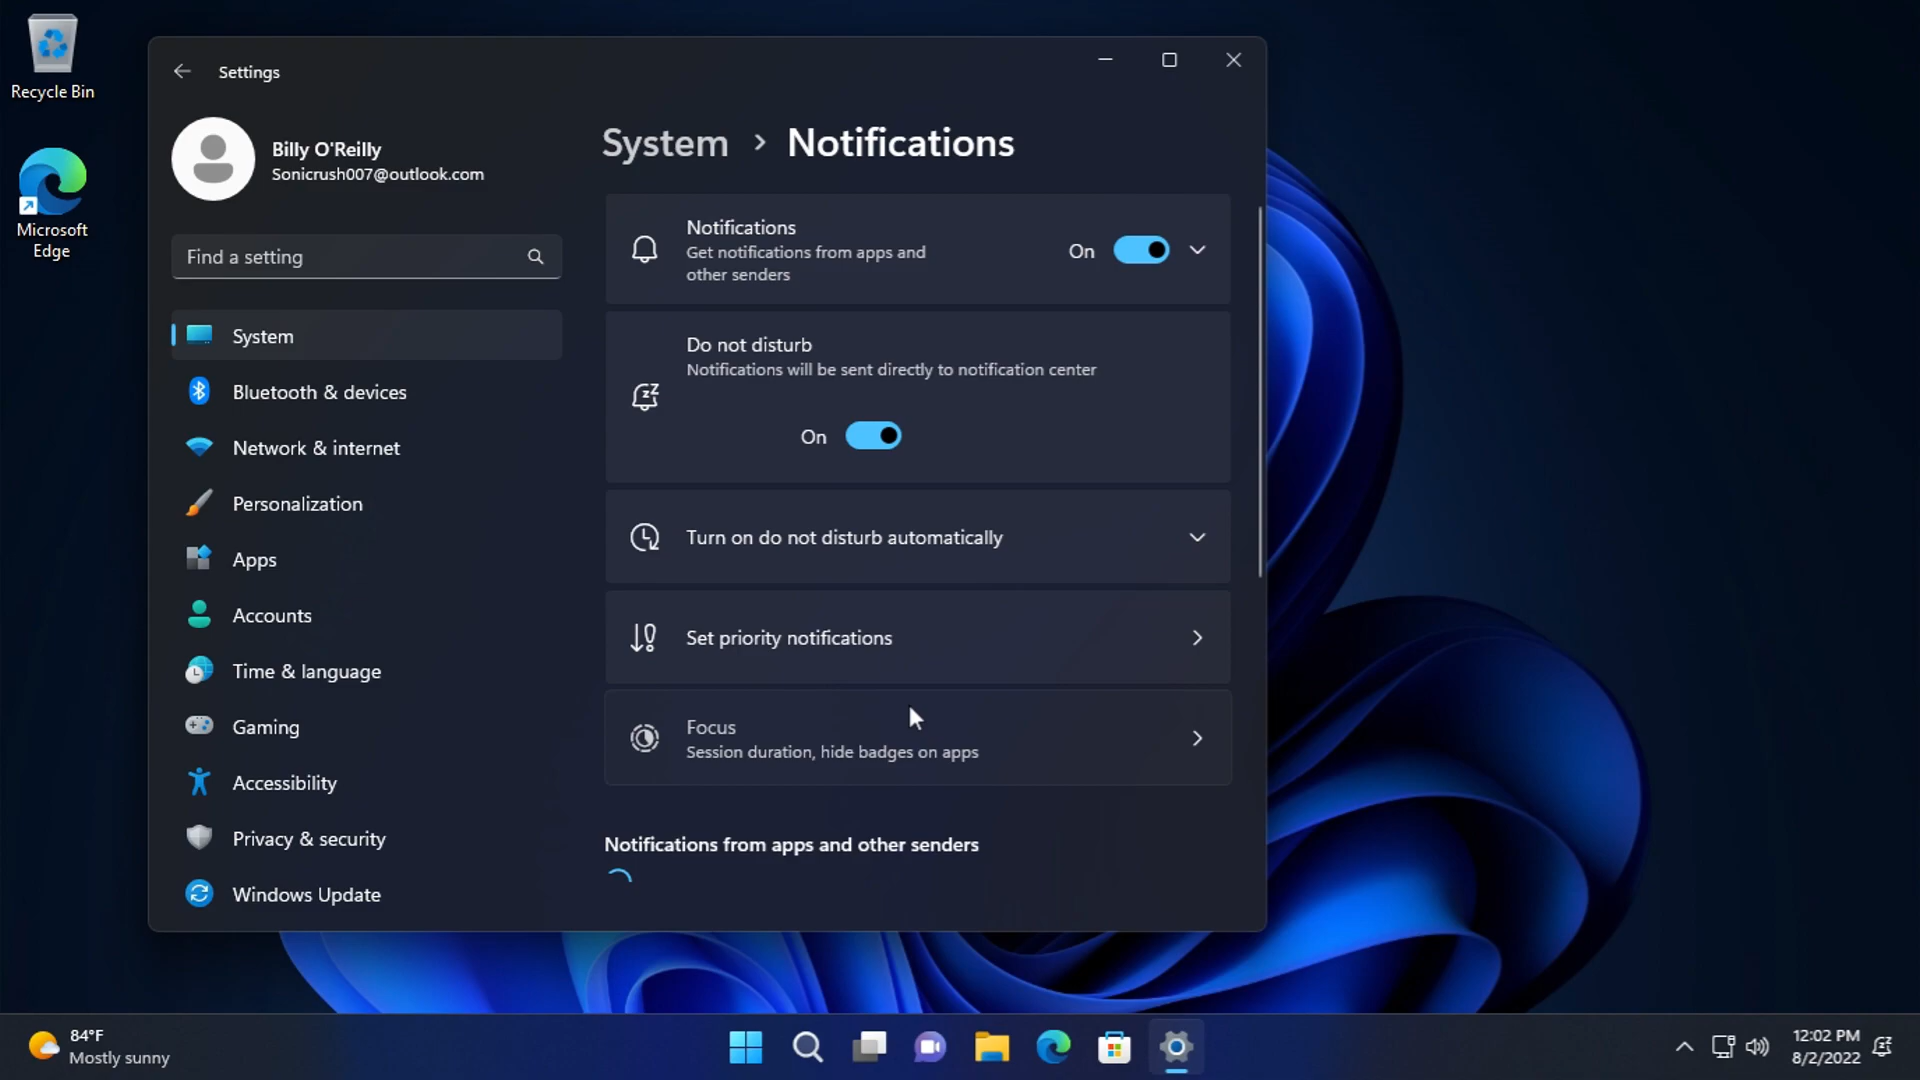 Recycle Bin
Microsoft
Edge
Settings
Billy O'Reilly
Sonicrush007@outlook.com
Find a setting
System
Bluetooth & devices
Network & internet
Personalization
Apps
Accounts
Time & language
Gaming
Accessibility
Privacy & security
Windows Update
System > Notifications
Notifications
Get notifications from apps and
other senders
On
Do not disturb
Notifications will be sent directly to notification center
On
Turn on do not disturb automatically
Set priority notifications
Focus
Session duration, hide badges on apps
Notifications from apps and other senders
84°F
Mostly sunny
12:02 PM
8/2/2022